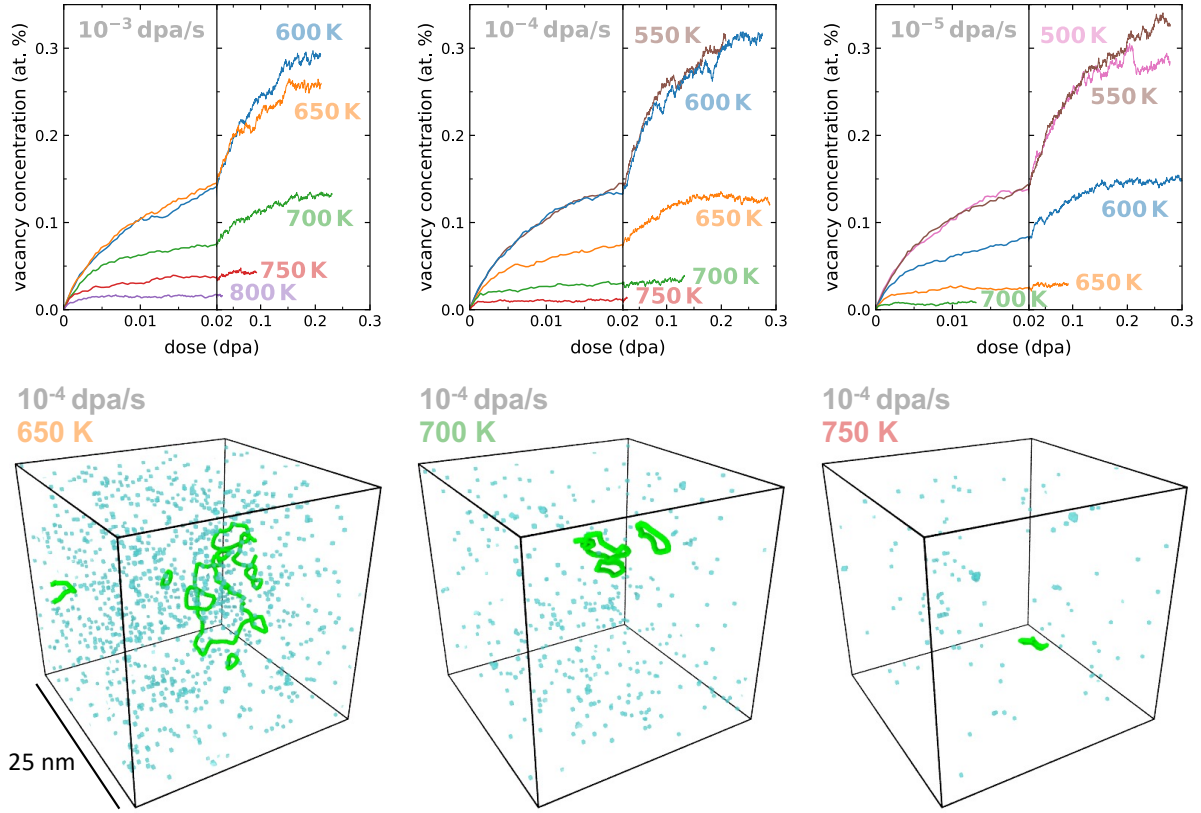 10⁻³ dpa/s
600 K
650 K
700 K
750 K
800 K
vacancy concentration (at. %)
0.3
0.2
0.1
0.0
0
0.01
0.02
0.1
0.2
0.3
dose (dpa)
10⁻⁴ dpa/s
550 K
600 K
650 K
700 K
750 K
vacancy concentration (at. %)
0.3
0.2
0.1
0.0
0
0.01
0.02
0.1
0.2
0.3
dose (dpa)
10⁻⁵ dpa/s
500 K
550 K
600 K
650 K
700 K
vacancy concentration (at. %)
0.3
0.2
0.1
0.0
0
0.01
0.02
0.1
0.2
0.3
dose (dpa)
10⁻⁴ dpa/s
650 K
25 nm
10⁻⁴ dpa/s
700 K
10⁻⁴ dpa/s
750 K